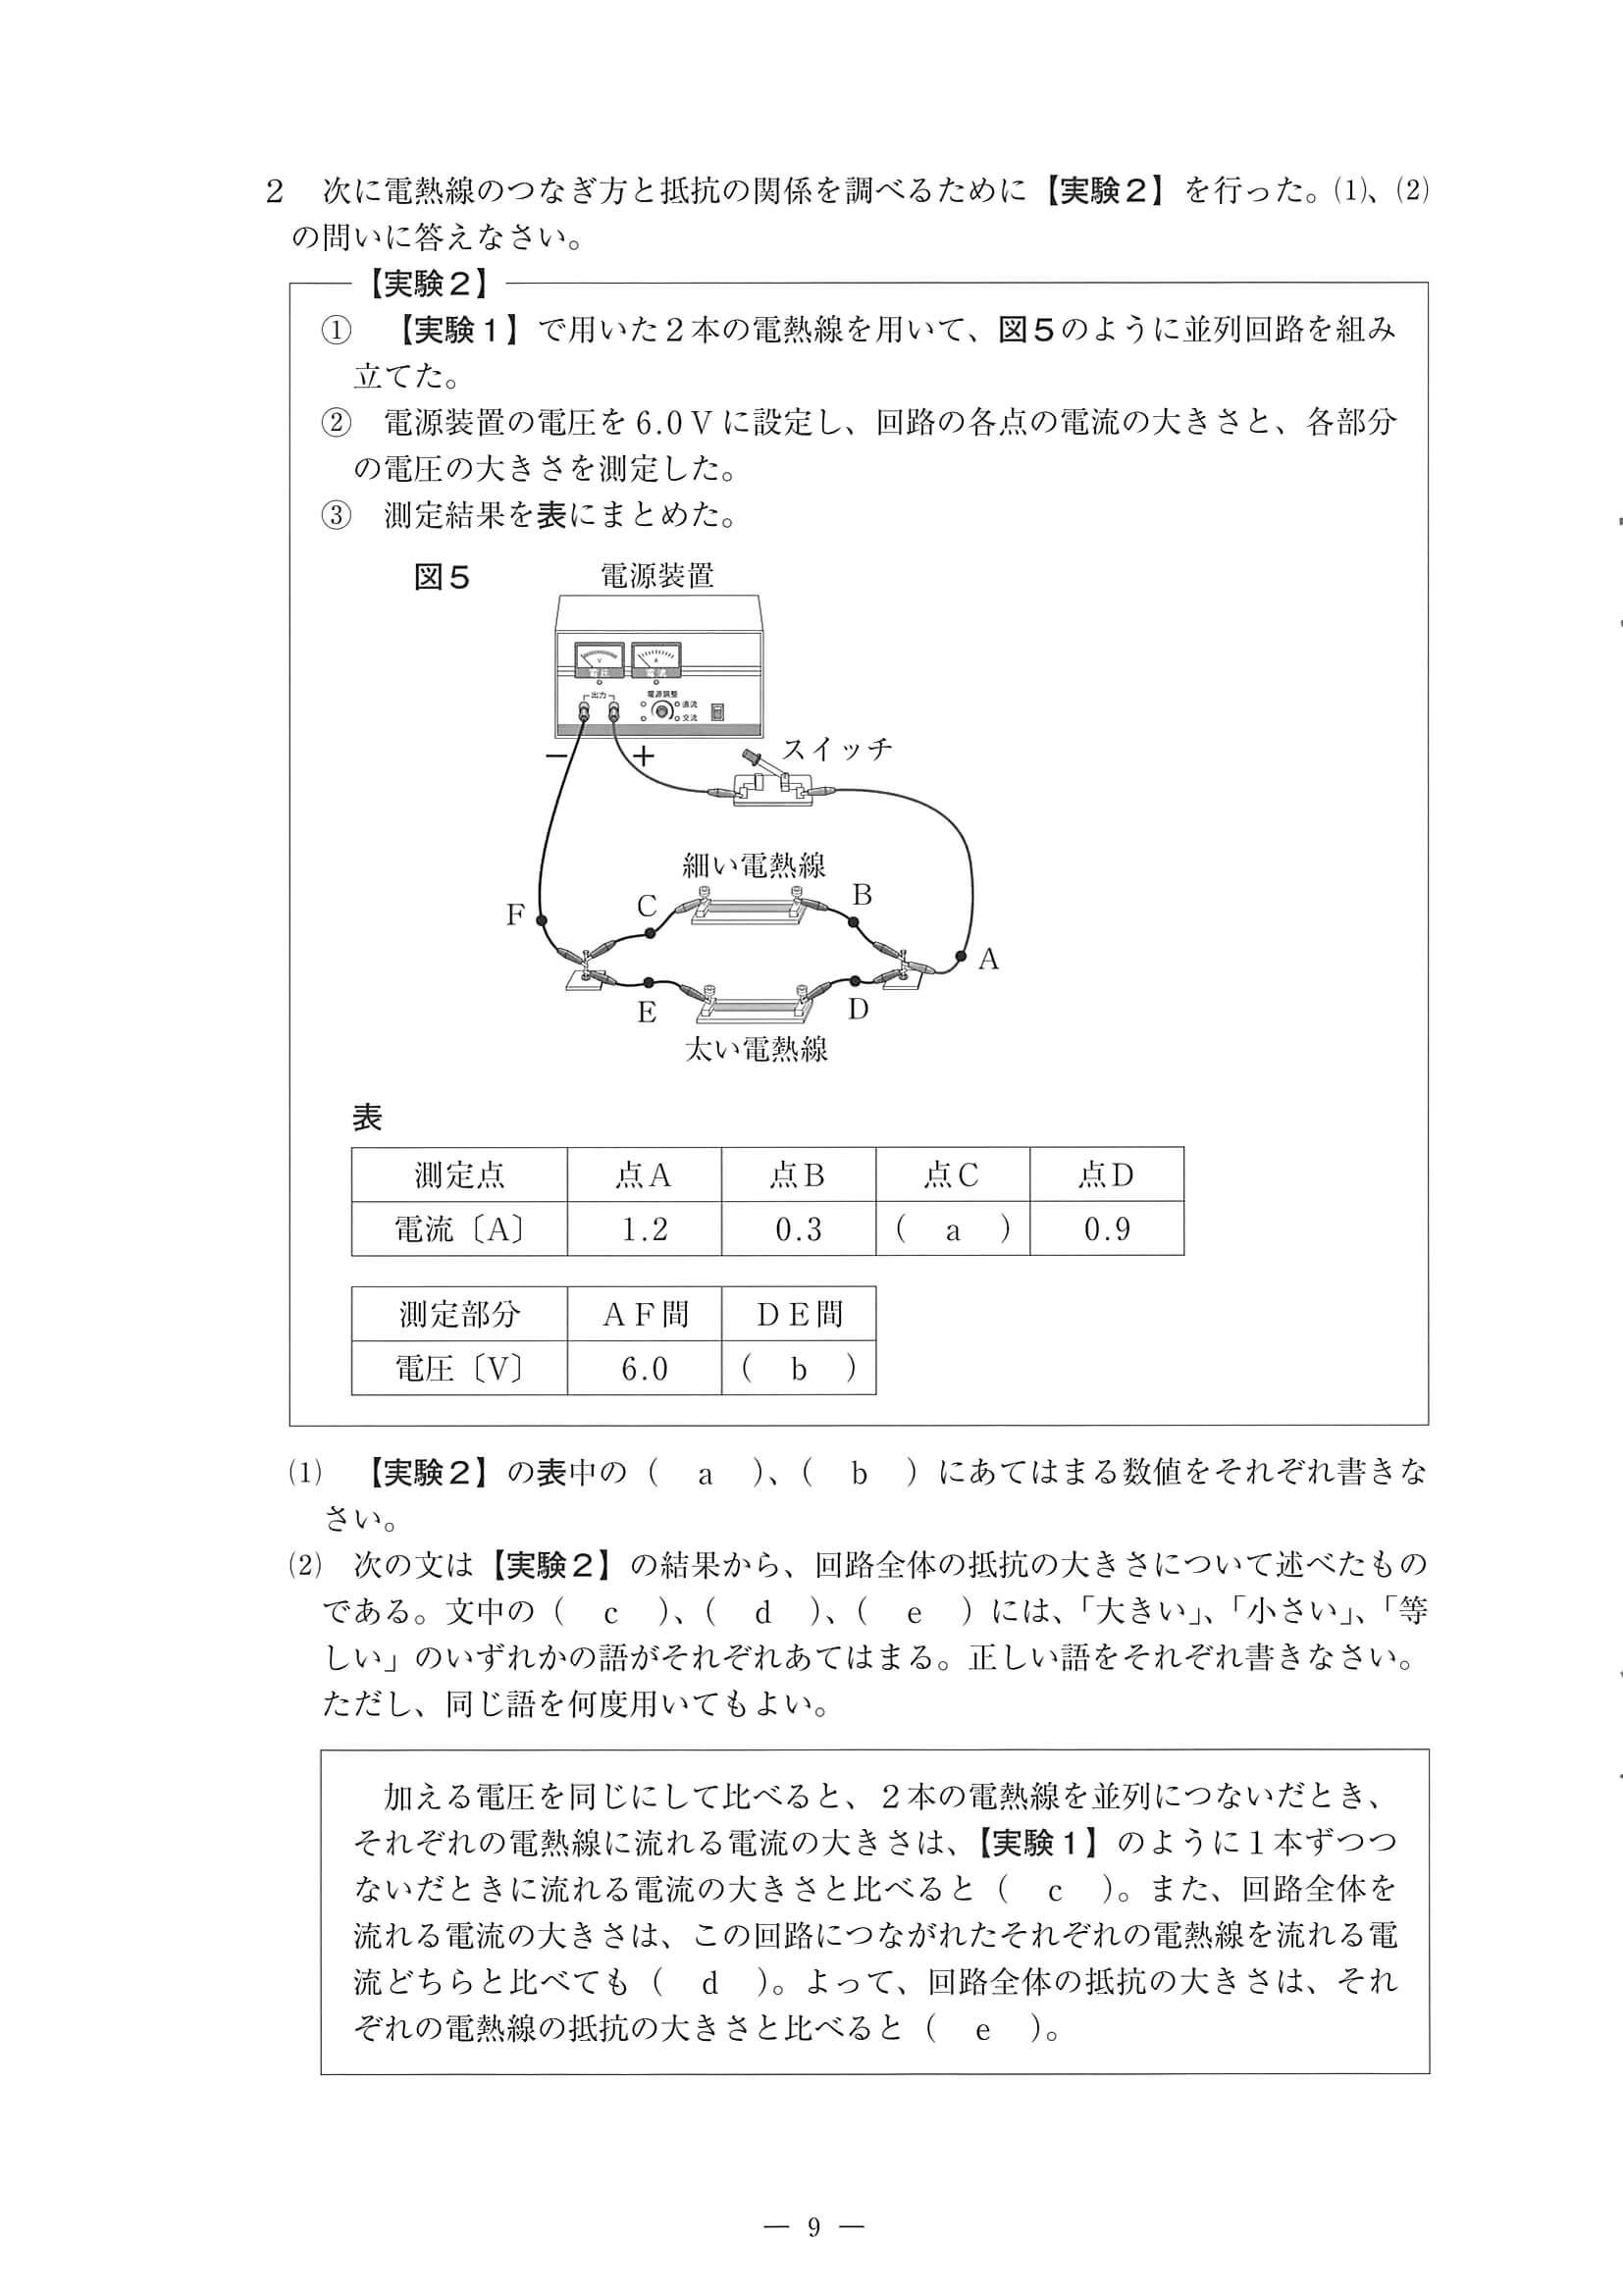 ２　次に電熱線のつなぎ方と抵抗の関係を調べるために【実験２】を行った。⑴、⑵
の問いに答えなさい。
【実験２】
①　【実験１】で用いた２本の電熱線を用いて、図５のように並列回路を組み
立てた。
②　電源装置の電圧を6.0Ｖに設定し、回路の各点の電流の大きさと、各部分
の電圧の大きさを測定した。
③　測定結果を表にまとめた。
図５
電源装置
V　A
電圧　電流
出力　電源調整
直流
交流
−　＋
スイッチ
細い電熱線
F　C　B　A
E　D
太い電熱線
表
測定点　点Ａ　点Ｂ　点Ｃ　点Ｄ
電流〔A〕　1.2　0.3　（　a　）　0.9
測定部分　ＡＦ間　ＤＥ間
電圧〔V〕　6.0　（　b　）
⑴　【実験２】の表中の（　a　）、（　b　）にあてはまる数値をそれぞれ書きな
さい。
⑵　次の文は【実験２】の結果から、回路全体の抵抗の大きさについて述べたもの
である。文中の（　c　）、（　d　）、（　e　）には、「大きい」、「小さい」、「等
しい」のいずれかの語がそれぞれあてはまる。正しい語をそれぞれ書きなさい。
ただし、同じ語を何度用いてもよい。
加える電圧を同じにして比べると、２本の電熱線を並列につないだとき、
それぞれの電熱線に流れる電流の大きさは、【実験１】のように１本ずつつ
ないだときに流れる電流の大きさと比べると（　c　）。また、回路全体を
流れる電流の大きさは、この回路につながれたそれぞれの電熱線を流れる電
流どちらと比べても（　d　）。よって、回路全体の抵抗の大きさは、それ
ぞれの電熱線の抵抗の大きさと比べると（　e　）。
― 9 ―